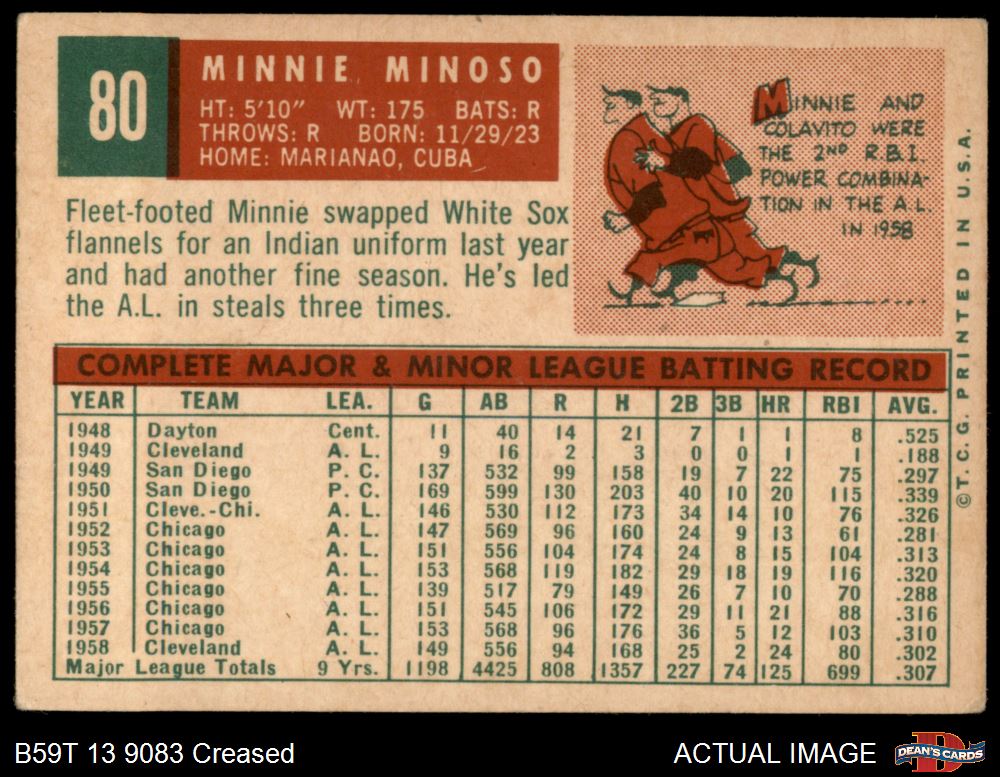 80
MINNIE MINOSO
HT: 5'10" WT: 175 BATS: R
THROWS: R BORN: 11/29/23
HOME: MARIANAO, CUBA
Fleet-footed Minnie swapped White Sox
flannels for an Indian uniform last year
and had another fine season. He's led
the A.L. in steals three times.
MINNIE AND
COLAVITO WERE
THE 2ND R.B.I.
POWER COMBINA-
TION IN THE A.L.
IN 1958
COMPLETE MAJOR & MINOR LEAGUE BATTING RECORD
YEAR TEAM LEA. G AB R H 2B 3B HR RBI AVG.
1948 Dayton Cent. 11 40 14 21 7 1 1 8 .525
1949 Cleveland A. L. 9 16 2 3 0 0 1 1 .188
1949 San Diego P. C. 137 532 99 158 19 7 22 75 .297
1950 San Diego P. C. 169 599 130 203 40 10 20 115 .339
1951 Cleve.-Chi. A. L. 146 530 112 173 34 14 10 76 .326
1952 Chicago A. L. 147 569 96 160 24 9 13 61 .281
1953 Chicago A. L. 151 556 104 174 24 8 15 104 .313
1954 Chicago A. L. 153 568 119 182 29 18 19 116 .320
1955 Chicago A. L. 139 517 79 149 26 7 10 70 .288
1956 Chicago A. L. 151 545 106 172 29 11 21 88 .316
1957 Chicago A. L. 153 568 96 176 36 5 12 103 .310
1958 Cleveland A. L. 149 556 94 168 25 2 24 80 .302
Major League Totals 9 Yrs. 1198 4425 808 1357 227 74 125 699 .307
©T.C.G. PRINTED IN U.S.A.
B59T 13 9083 Creased
ACTUAL IMAGE
DEAN'S CARDS